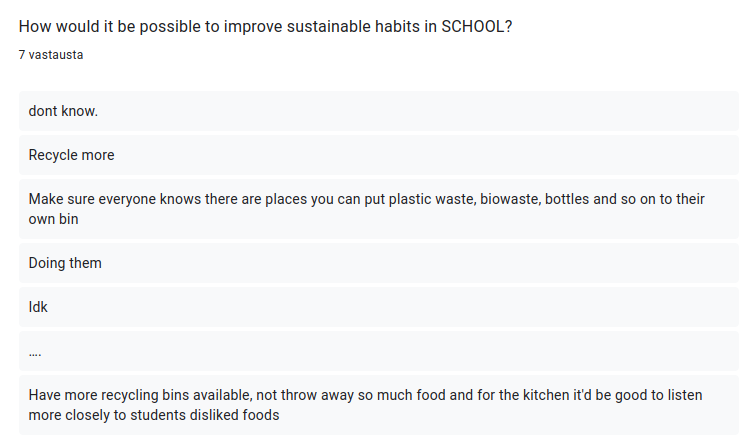 How would it be possible to improve sustainable habits in SCHOOL?
7 vastausta
dont know.
Recycle more
Make sure everyone knows there are places you can put plastic waste, biowaste, bottles and so on to their
own bin
Doing them
Idk
....
Have more recycling bins available, not throw away so much food and for the kitchen it'd be good to listen
more closely to students disliked foods